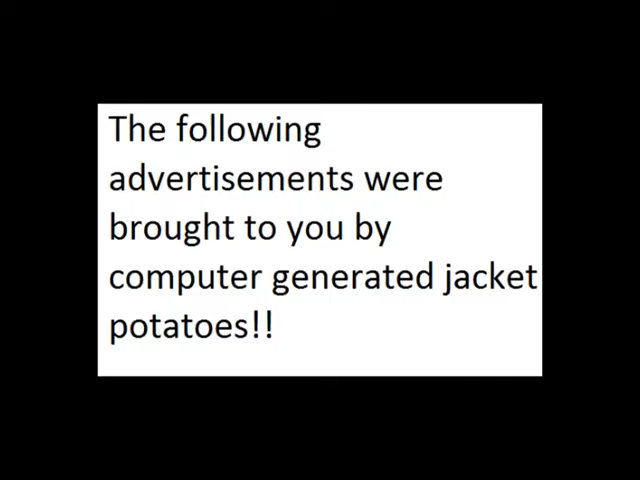 The following
advertisements were
brought to you by
computer generated jacket
potatoes!!